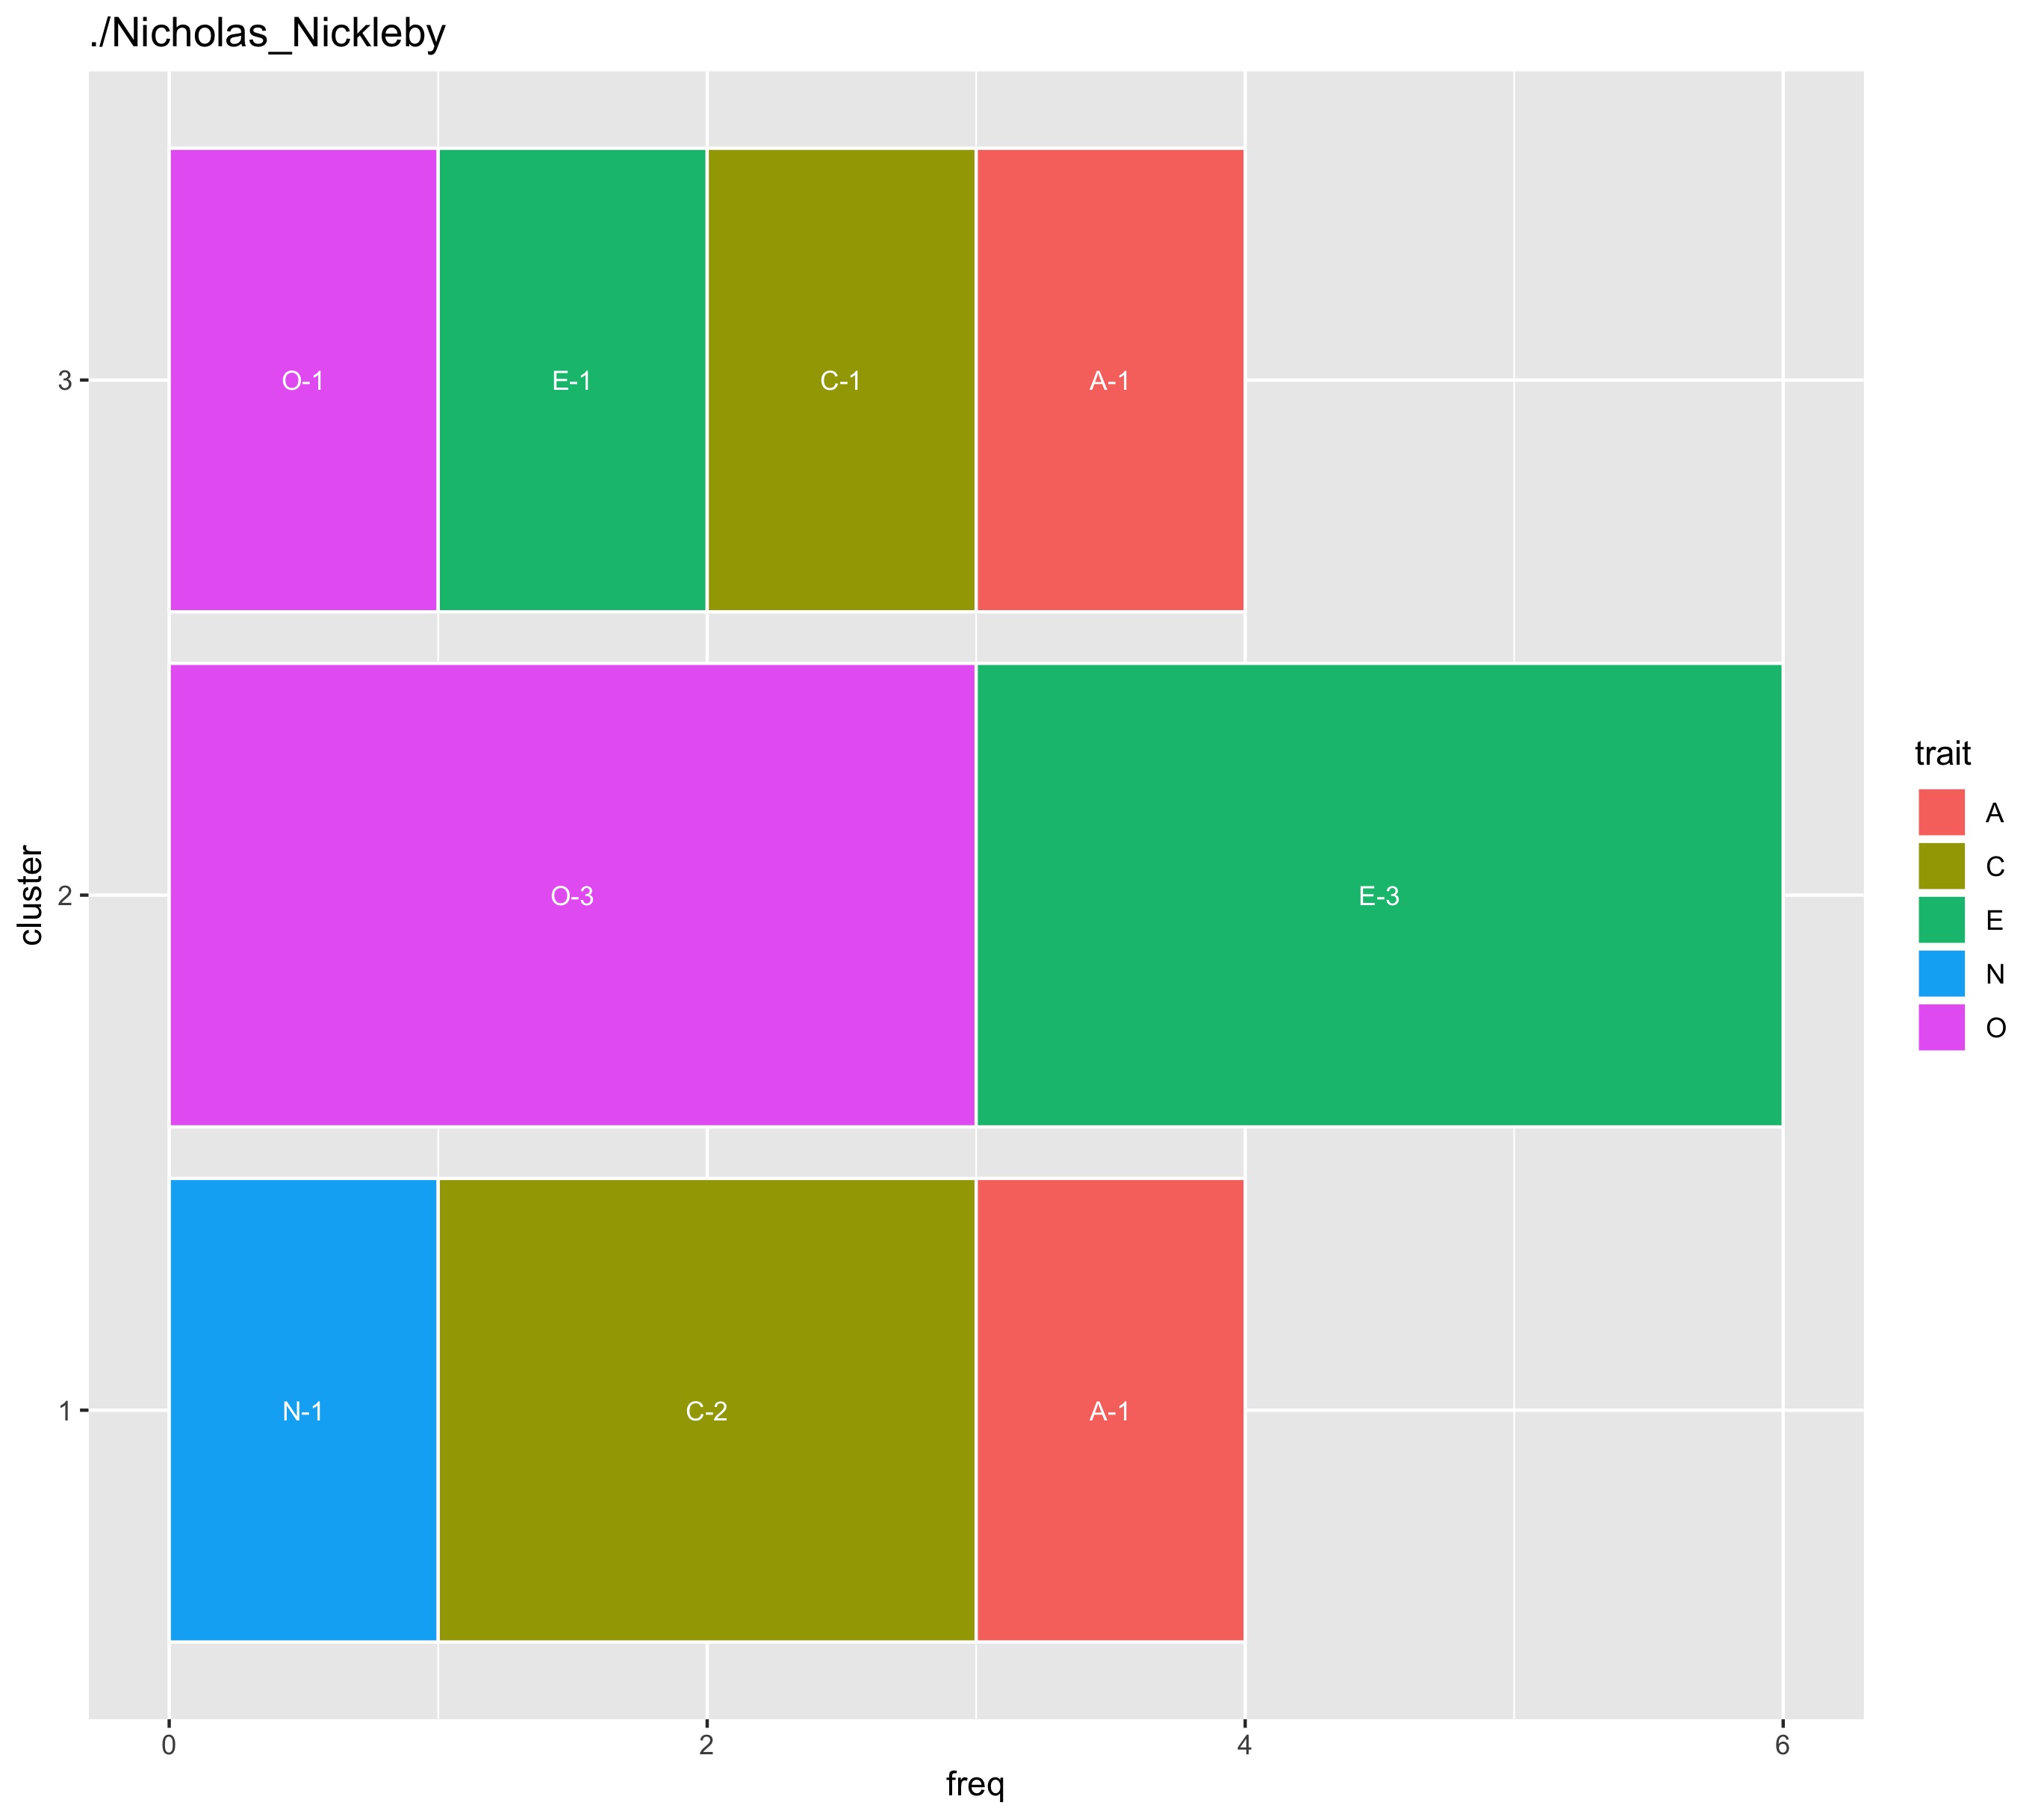 ./Nicholas_Nickleby
3
O-1
E-1
C-1
A-1
cluster
2
O-3
E-3
1
N-1
C-2
A-1
0
2
4
6
freq
trait
A
C
E
N
O